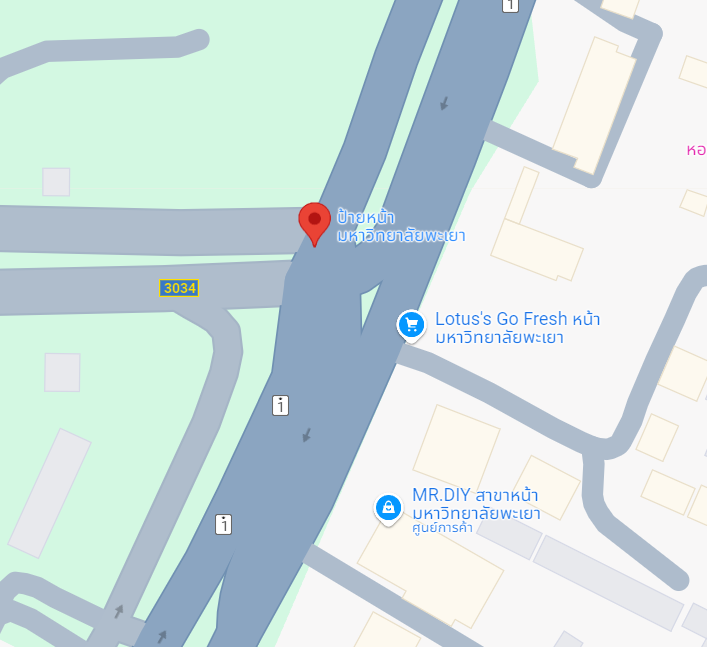 1
หอ
ป้ายหน้า
มหาวิทยาลัยพะเยา
3034
Lotus's Go Fresh หน้า
มหาวิทยาลัยพะเยา
1
MR.DIY สาขาหน้า
มหาวิทยาลัยพะเยา
ศูนย์การค้า
1